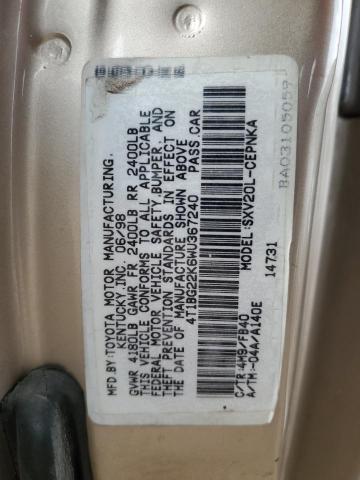 MFD.BY:TOYOTA MOTOR MANUFACTURING.
KENTUCKY.INC. 06/98
GVWR 4180LB GAWR FR 2400LB RR 2400LB
THIS VEHICLE CONFORMS TO ALL APPLICABLE
FEDERAL MOTOR VEHICLE SAFETY,BUMPER, AND
THEFT PREVENTION STANDARDS IN EFFECT ON
THE DATE OF MANUFACTURE SHOWN ABOVE
4T1BG22K6WU367240 PASS.CAR
MODEL:SXV20L-CEPNKA
14731
C/TR:4M9/FB40
A/TM:-04A/A140E
BA03105059